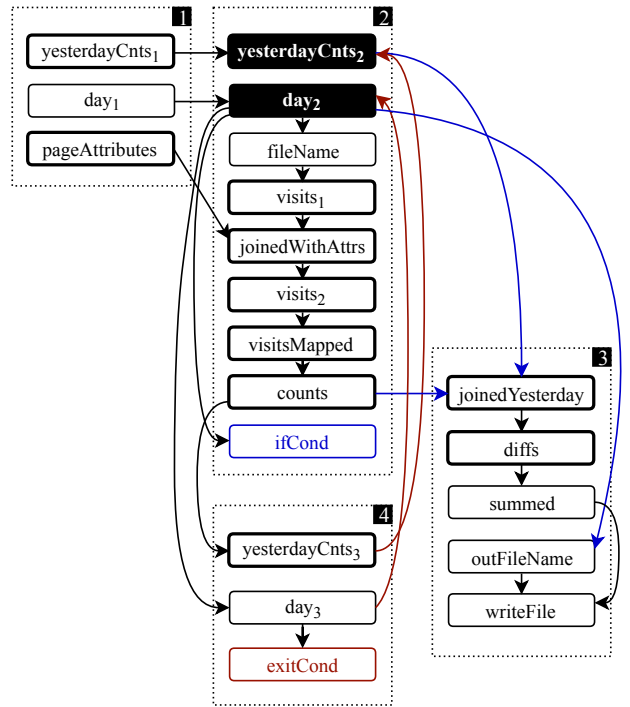 1
yesterdayCnts₁
day₁
pageAttributes
2
yesterdayCnts₂
day₂
fileName
visits₁
joinedWithAttrs
visits₂
visitsMapped
counts
ifCond
3
joinedYesterday
diffs
summed
outFileName
writeFile
4
yesterdayCnts₃
day₃
exitCond